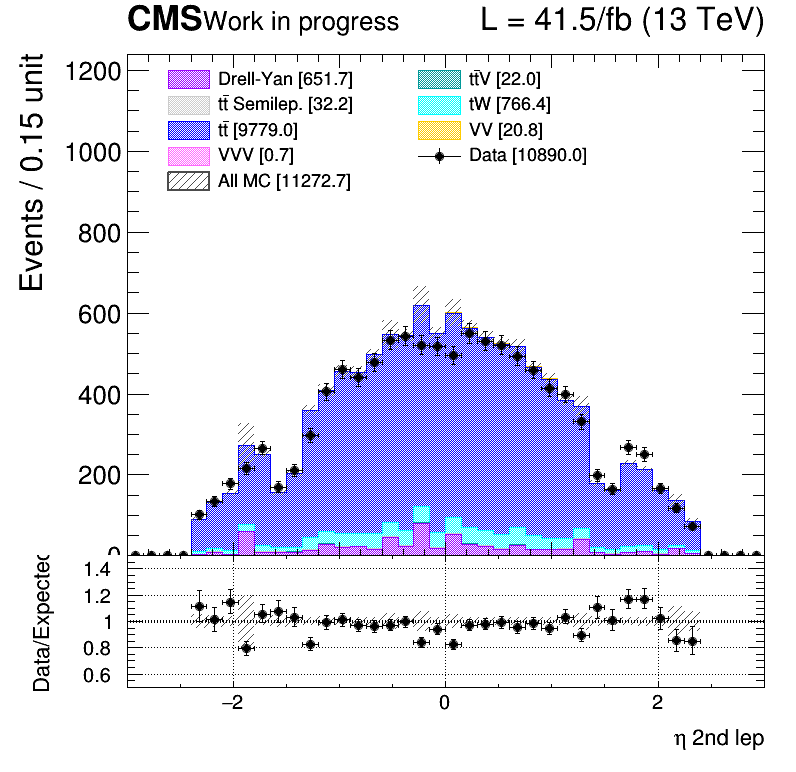 CMS Work in progress L = 41.5/fb (13 TeV)
Events / 0.15 unit
1200
1000
800
600
400
200
0
Drell-Yan [651.7]
tt̄ Semilep. [32.2]
tt̄ [9779.0]
VVV [0.7]
All MC [11272.7]
tt̄V [22.0]
tW [766.4]
VV [20.8]
Data [10890.0]
Data/Expected
1.4
1.2
1
0.8
0.6
−2 0 2
η 2nd lep